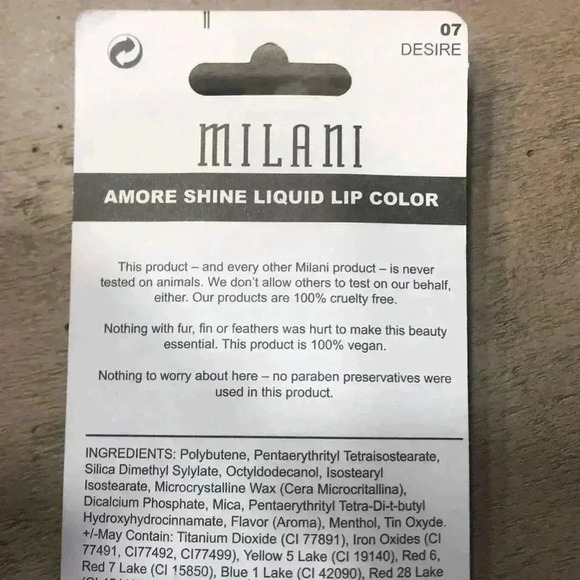 07
DESIRE
MILANI
AMORE SHINE LIQUID LIP COLOR
This product – and every other Milani product – is never
tested on animals. We don't allow others to test on our behalf,
either. Our products are 100% cruelty free.
Nothing with fur, fin or feathers was hurt to make this beauty
essential. This product is 100% vegan.
Nothing to worry about here – no paraben preservatives were
used in this product.
INGREDIENTS: Polybutene, Pentaerythrityl Tetraisostearate,
Silica Dimethyl Sylylate, Octyldodecanol, Isostearyl
Isostearate, Microcrystalline Wax (Cera Microcritallina),
Dicalcium Phosphate, Mica, Pentaerythrityl Tetra-Di-t-butyl
Hydroxyhydrocinnamate, Flavor (Aroma), Menthol, Tin Oxyde.
+/-May Contain: Titanium Dioxide (CI 77891), Iron Oxides (CI
77491, CI77492, CI77499), Yellow 5 Lake (CI 19140), Red 6,
Red 7 Lake (CI 15850), Blue 1 Lake (CI 42090), Red 28 Lake